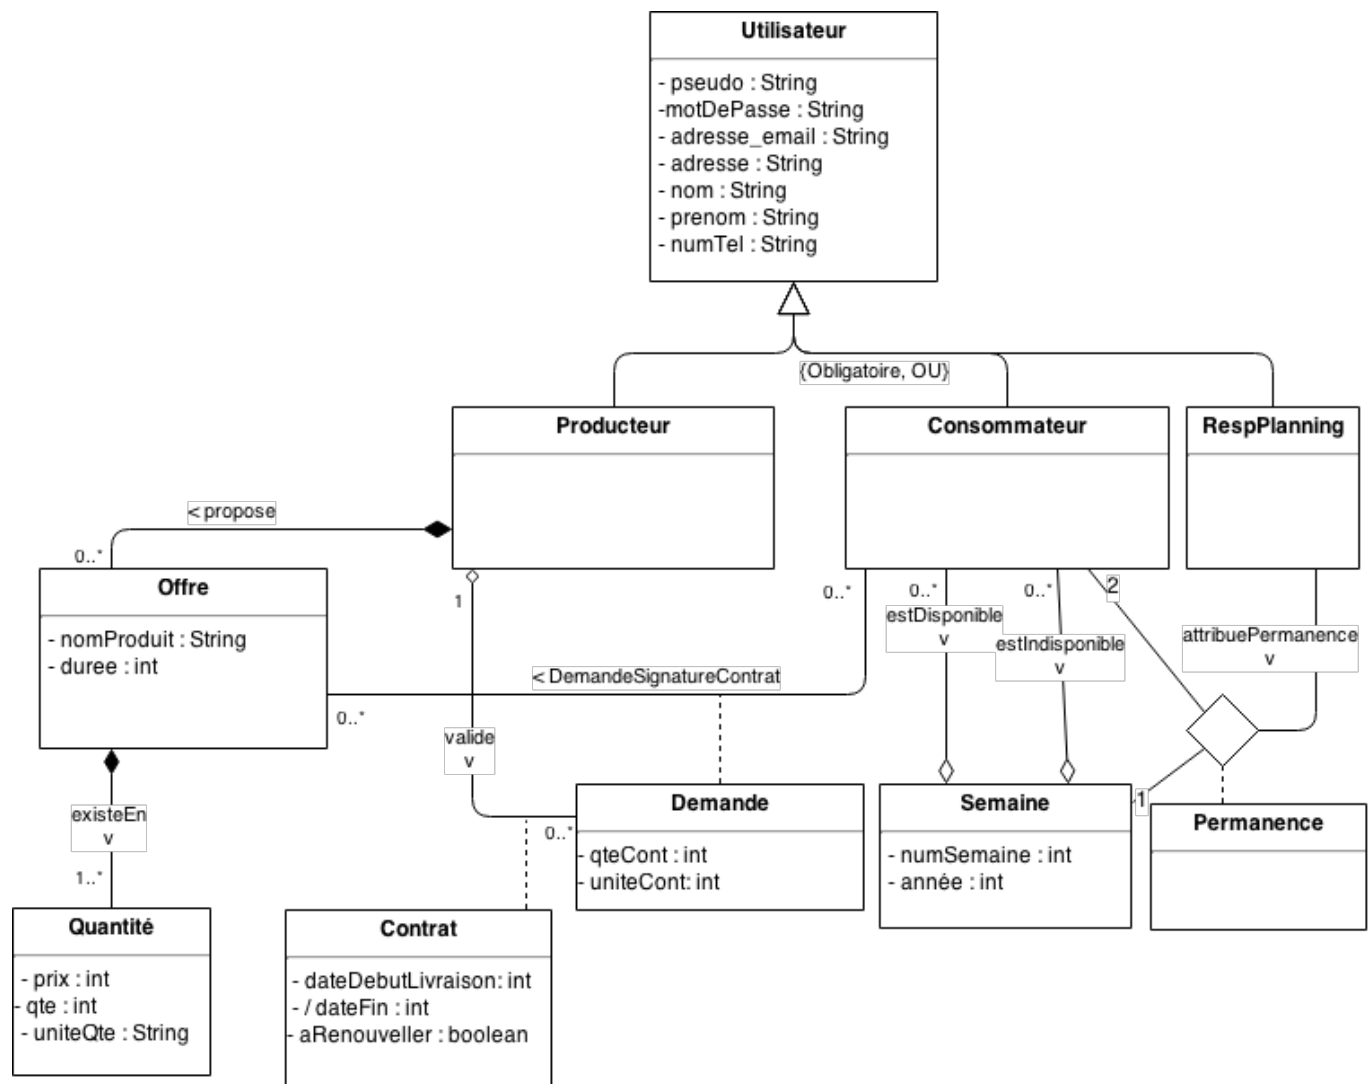 Utilisateur
- pseudo : String
-motDePasse : String
- adresse_email : String
- adresse : String
- nom : String
- prenom : String
- numTel : String
{Obligatoire, OU}
Producteur
Consommateur
RespPlanning
< propose
0..*
Offre
- nomProduit : String
- duree : int
1
0..*
0..*
0..*
2
estDisponible
v
estIndisponible
v
attribuePermanence
v
< DemandeSignatureContrat
0..*
valide
v
existeEn
v
1..*
0..*
Demande
- qteCont : int
- uniteCont: int
Semaine
- numSemaine : int
- année : int
1
Permanence
Quantité
- prix : int
- qte : int
- uniteQte : String
Contrat
- dateDebutLivraison: int
- / dateFin : int
- aRenouveller : boolean